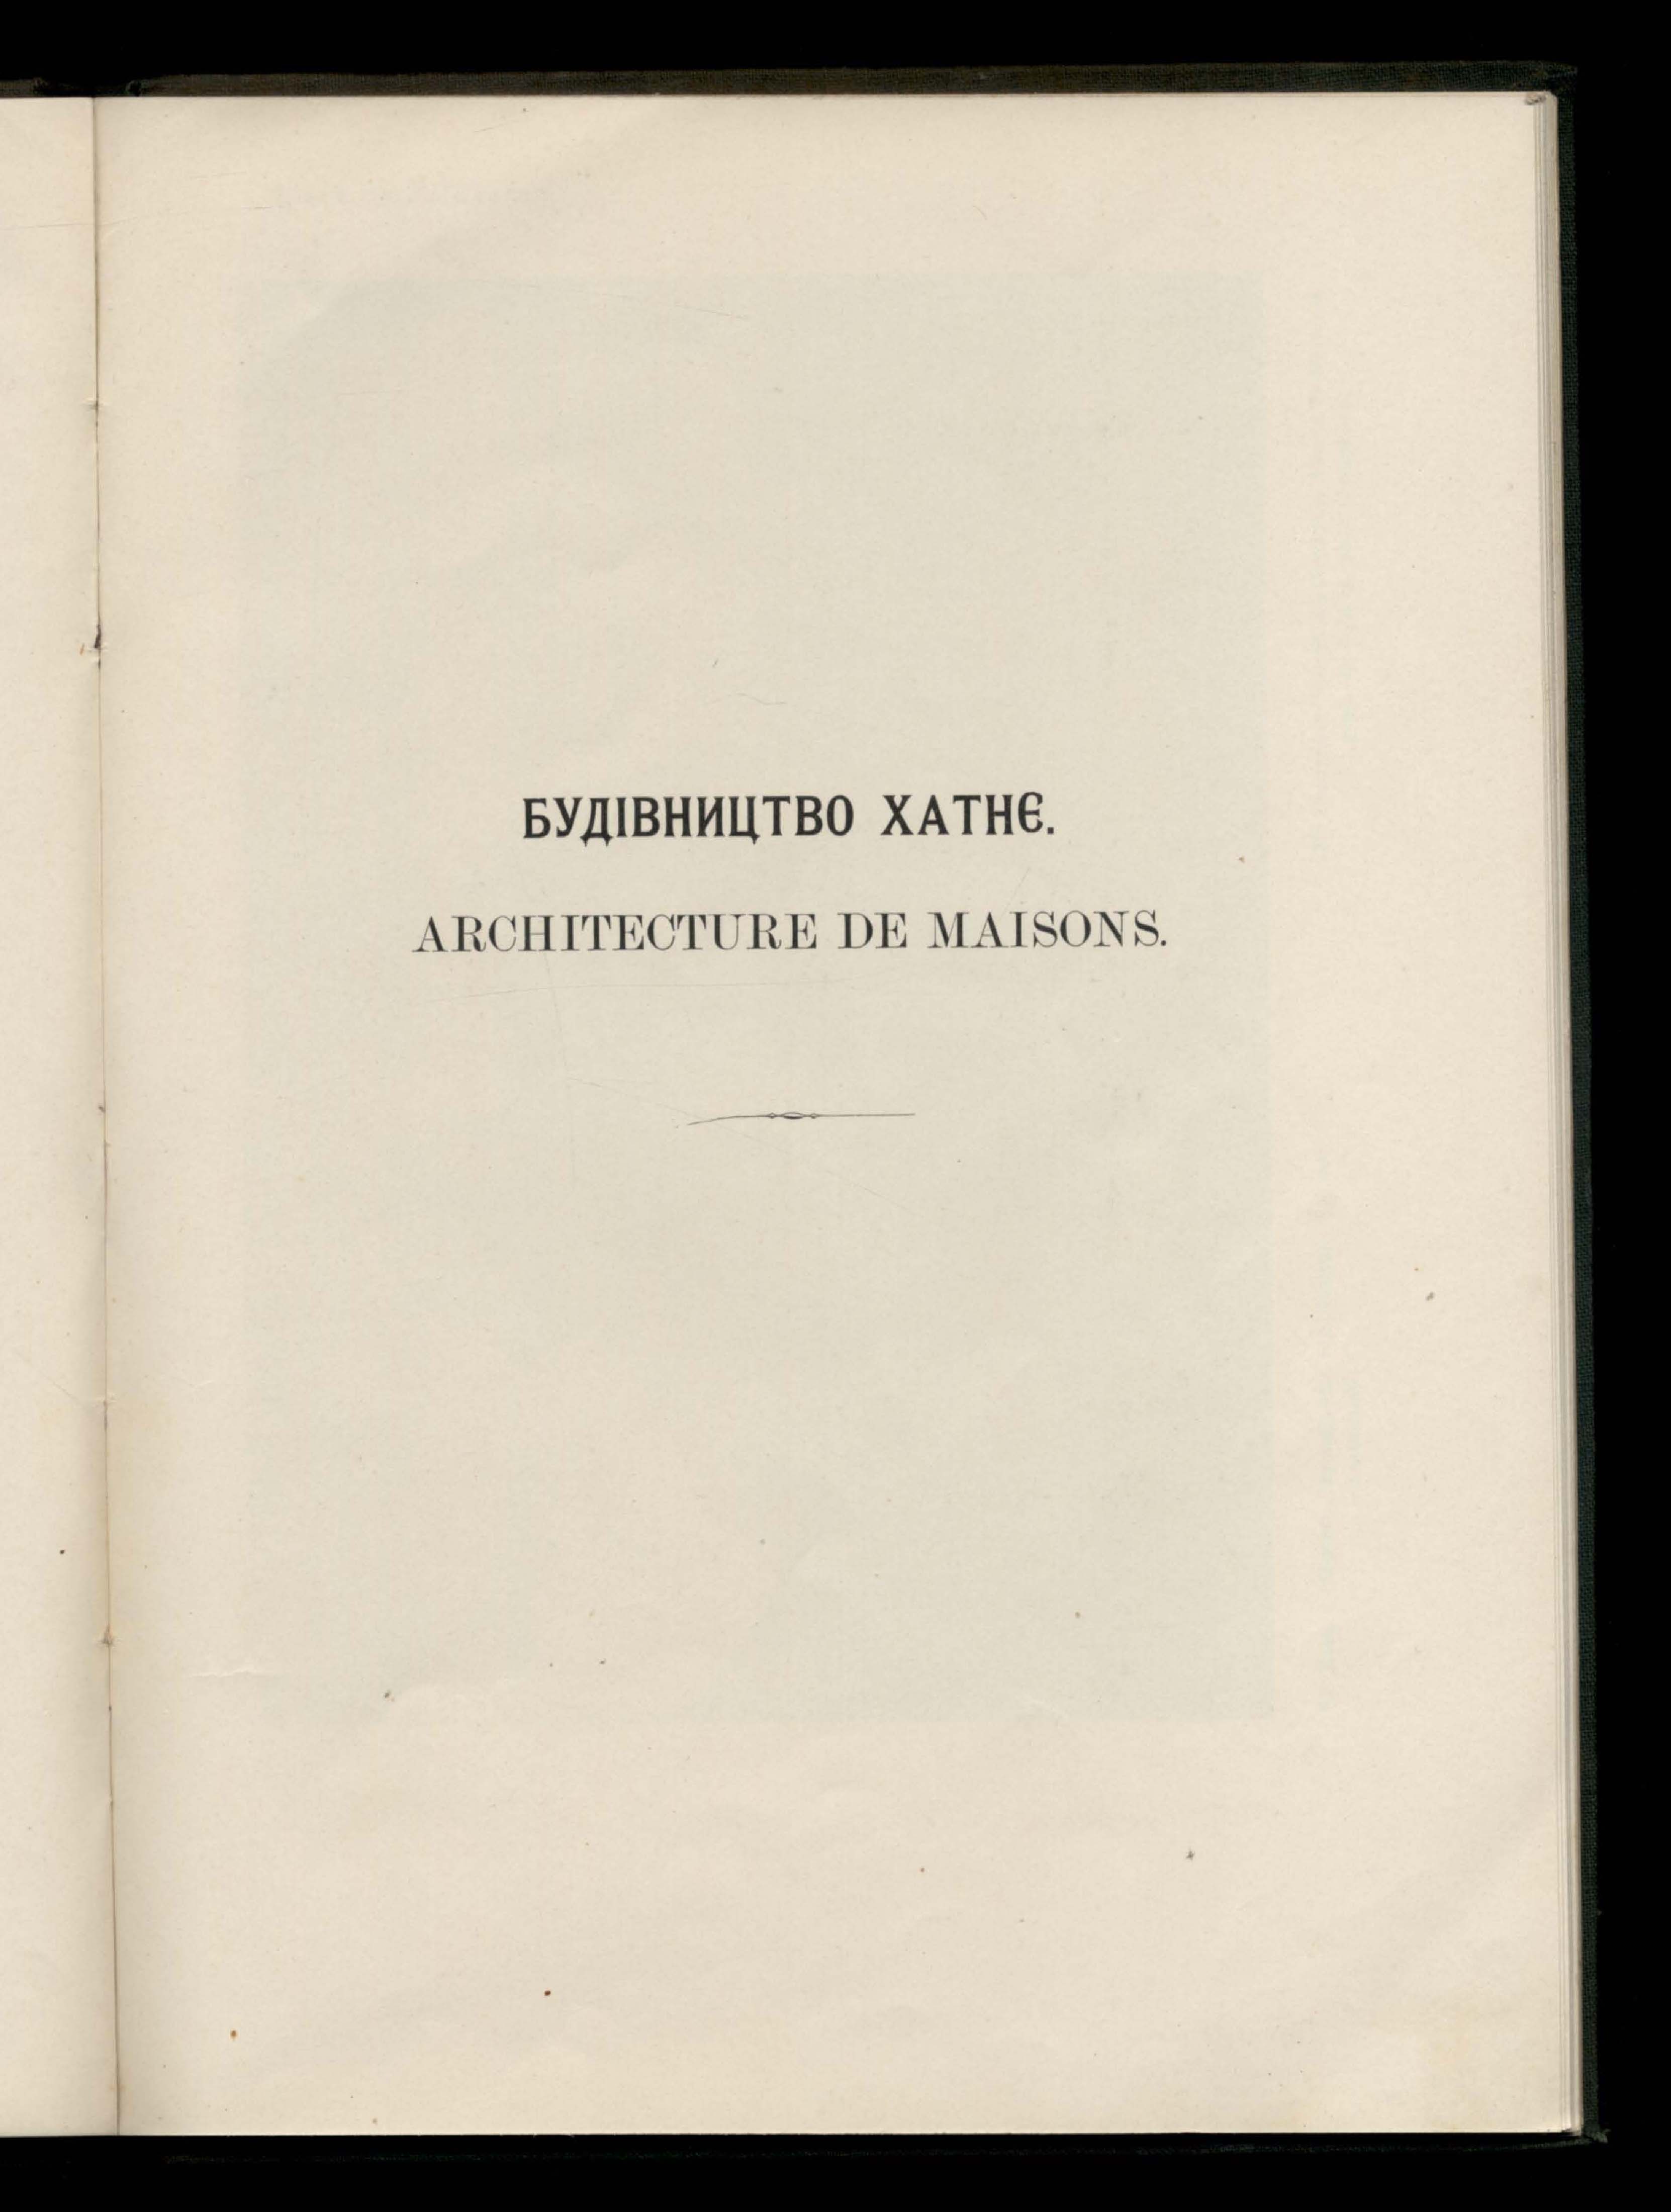 БУДІВНИЦТВО ХАТНЄ.
ARCHITECTURE DE MAISONS.